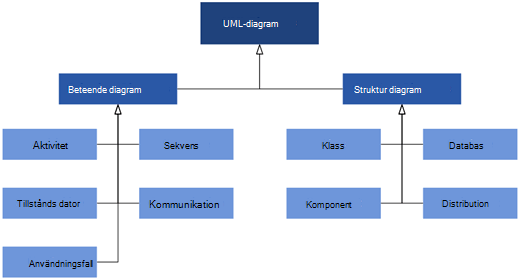 UML-diagram
Beteende diagram
Struktur diagram
Aktivitet
Sekvens
Klass
Databas
Tillstånds dator
Kommunikation
Komponent
Distribution
Användningsfall